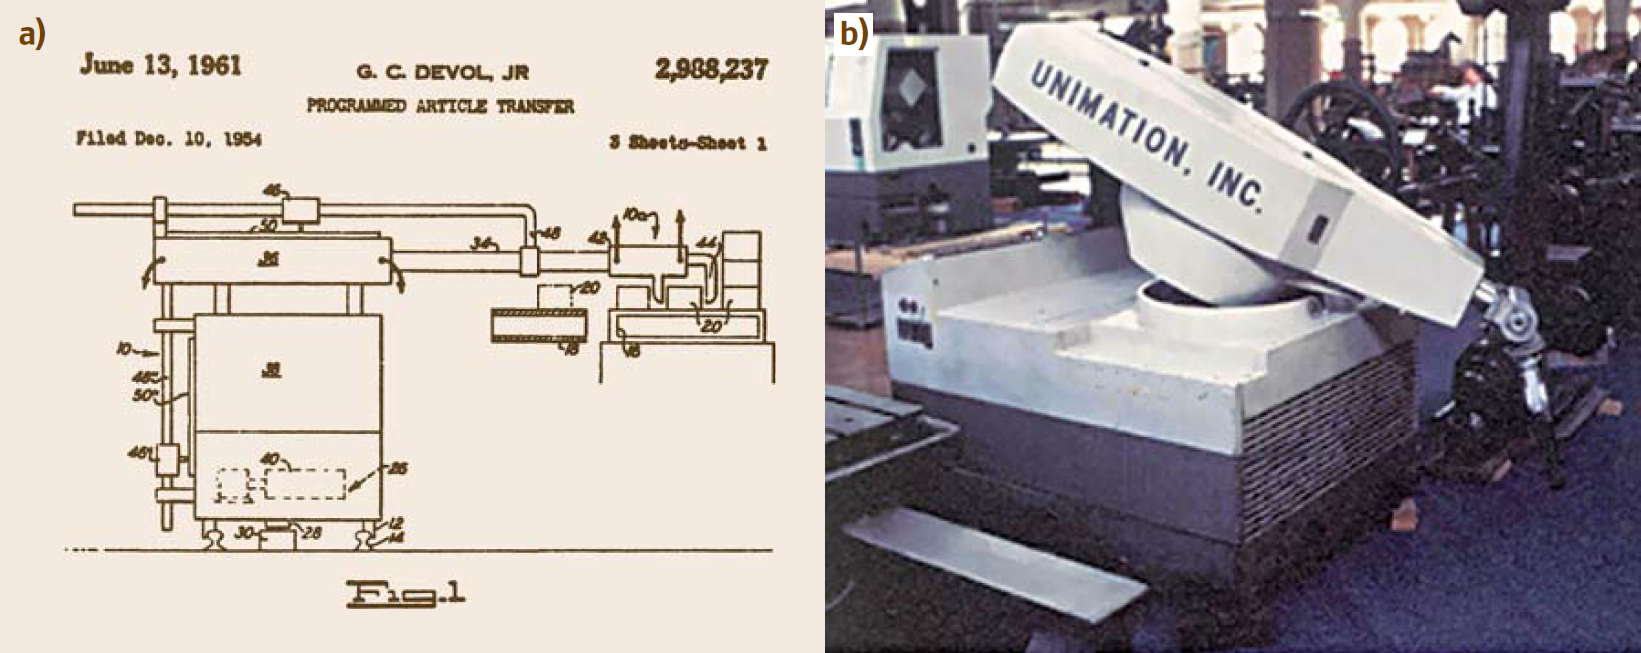 a)
June 13, 1961
G. C. DEVOL, JR
2,988,237
PROGRAMMED ARTICLE TRANSFER
Filed Dec. 10, 1954
3 Sheets-Sheet 1
46
50
48
34
42
10a
44
36
20
20
18
16
10
38
50"
40
26
30
28
12
14
Fig.1
b)
UNIMATION, INC.